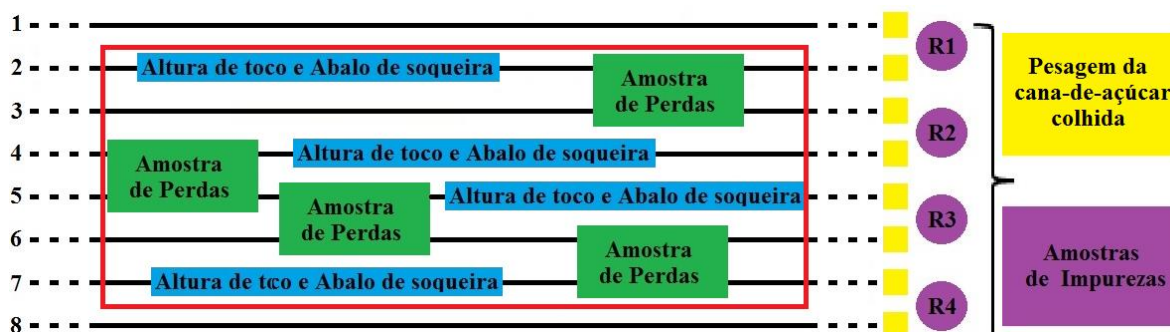 1
2
3
4
5
6
7
8
Altura de toco e Abalo de soqueira
Amostra
de Perdas
Amostra
de Perdas
Altura de toco e Abalo de soqueira
Amostra
de Perdas
Altura de toco e Abalo de soqueira
Amostra
de Perdas
Altura de toco e Abalo de soqueira
R1
R2
R3
R4
Pesagem da
cana-de-açúcar
colhida
Amostras
de Impurezas